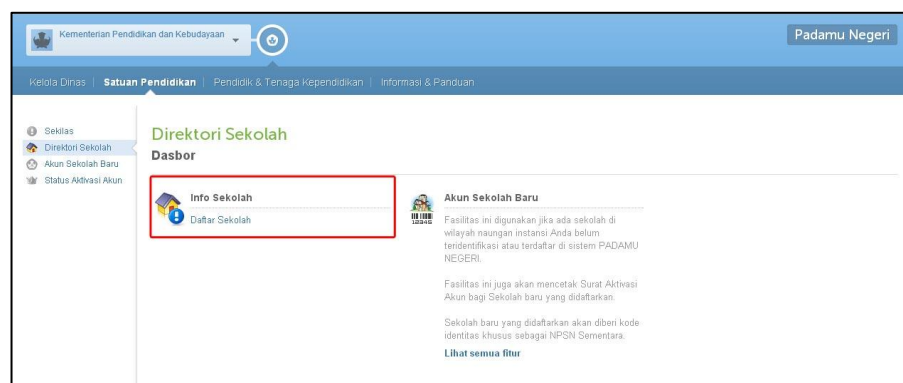 Kementerian Pendidikan dan Kebudayaan
Padamu Negeri
Kelola Dinas | Satuan Pendidikan | Pendidik & Tenaga Kependidikan | Informasi & Panduan
Sekilas
Direktori Sekolah
Akun Sekolah Baru
Status Aktivasi Akun
Direktori Sekolah
Dasbor
Info Sekolah
Daftar Sekolah
12345
Akun Sekolah Baru
Fasilitas ini digunakan jika ada sekolah di
wilayah naungan instansi Anda belum
teridentifikasi atau terdaftar di sistem PADAMU
NEGERI.
Fasilitas ini juga akan mencetak Surat Aktivasi
Akun bagi Sekolah baru yang didaftarkan.
Sekolah baru yang didaftarkan akan diberi kode
identitas khusus sebagai NPSN Sementara.
Lihat semua fitur